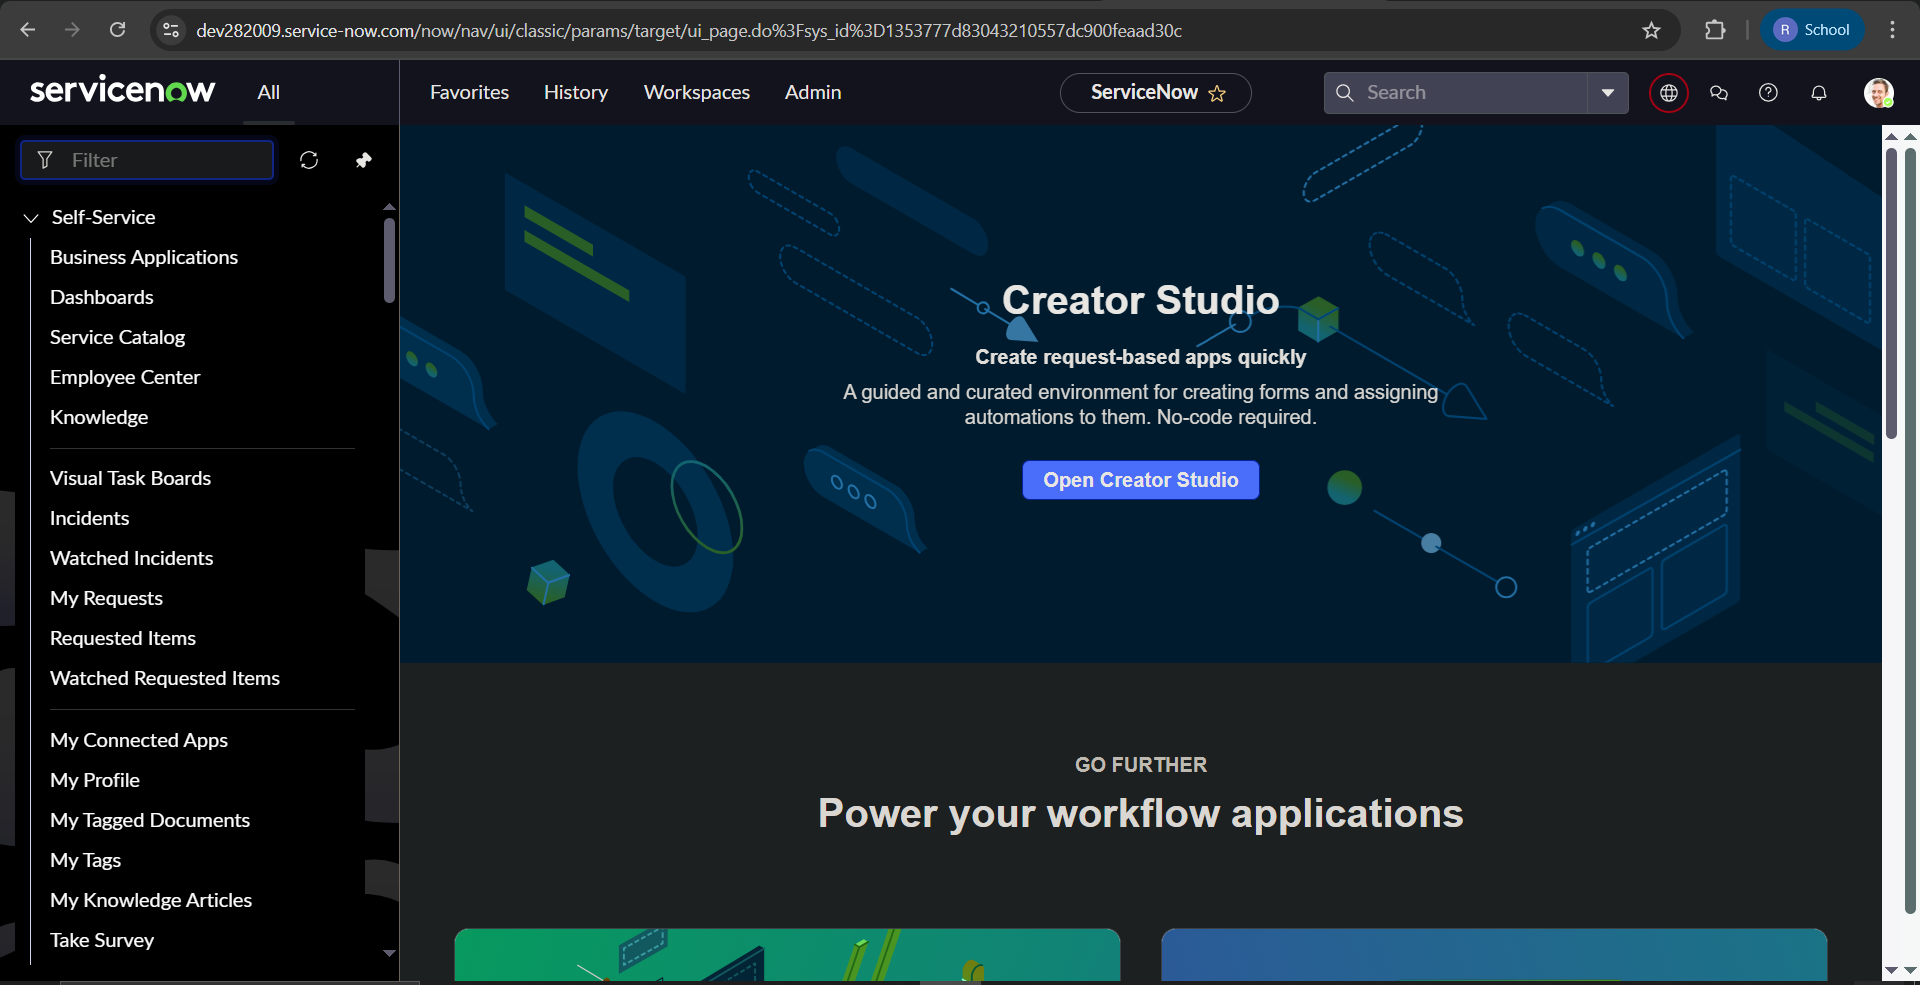 dev282009.service-now.com/now/nav/ui/classic/params/target/ui_page.do%3Fsys_id%3D1353777d83043210557dc900feaad30c
R School
servicenow
All
Favorites
History
Workspaces
Admin
ServiceNow
Search
Filter
Self-Service
Business Applications
Dashboards
Service Catalog
Employee Center
Knowledge
Visual Task Boards
Incidents
Watched Incidents
My Requests
Requested Items
Watched Requested Items
My Connected Apps
My Profile
My Tagged Documents
My Tags
My Knowledge Articles
Take Survey
Creator Studio
Create request-based apps quickly
A guided and curated environment for creating forms and assigning
automations to them. No-code required.
Open Creator Studio
GO FURTHER
Power your workflow applications